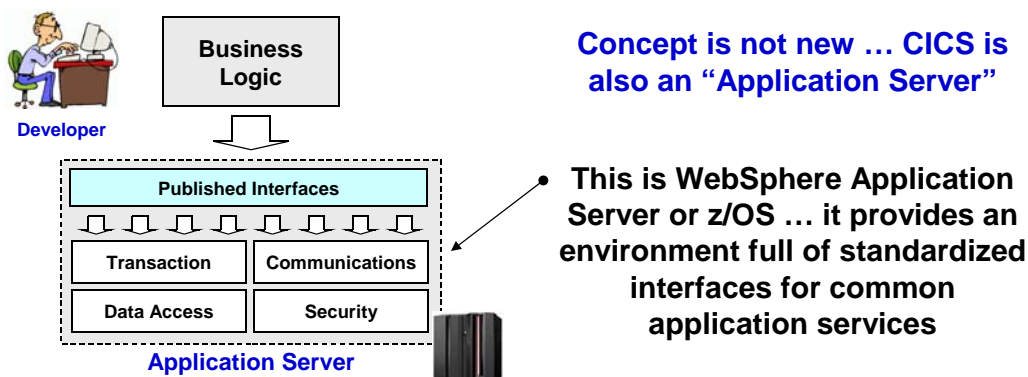 Business
Logic
Developer
Published Interfaces
Transaction
Communications
Data Access
Security
Application Server
Concept is not new … CICS is
also an “Application Server”
This is WebSphere Application
Server or z/OS … it provides an
environment full of standardized
interfaces for common
application services